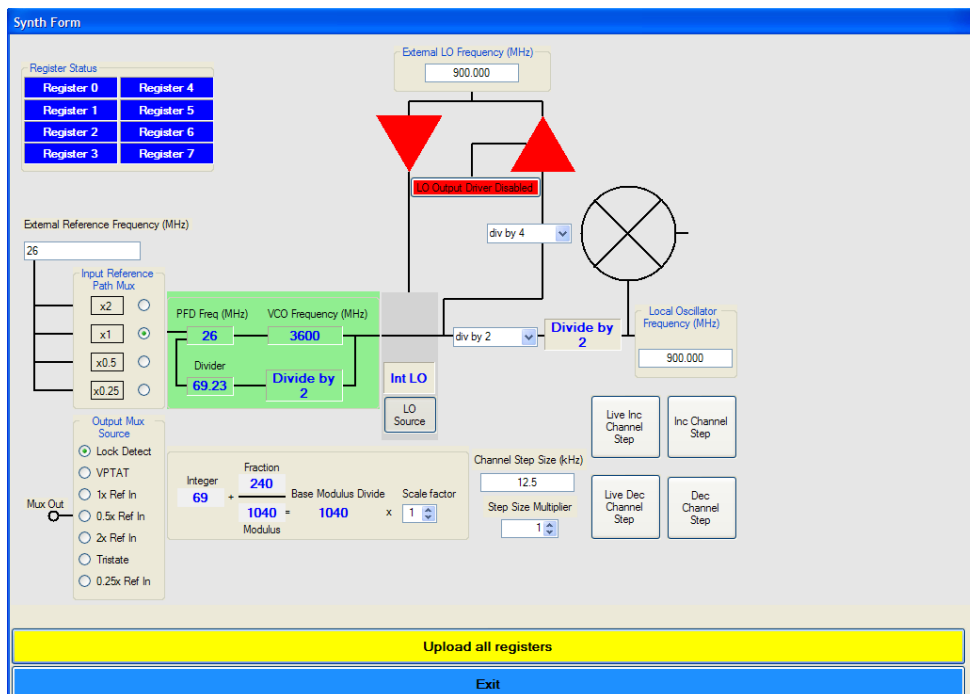 Synth Form
External LO Frequency (MHz)
900.000
Register Status
Register 0
Register 4
Register 1
Register 5
Register 2
Register 6
Register 3
Register 7
LO Output Driver Disabled
External Reference Frequency (MHz)
26
div by 4
Input Reference
Path Mux
x2
x1
x0.5
x0.25
PFD Freq (MHz)
VCO Frequency (MHz)
26
3600
Divider
69.23
Divide by
2
Int LO
LO
Source
div by 2
Divide by
2
Local Oscillator
Frequency (MHz)
900.000
Output Mux
Source
Lock Detect
VPTAT
1x Ref In
0.5x Ref In
2x Ref In
Tristate
0.25x Ref In
Mux Out
Integer
69
+
Fraction
240
1040
Modulus
=
Base Modulus Divide
1040
x
Scale factor
1
Channel Step Size (kHz)
12.5
Step Size Multiplier
1
Live Inc
Channel
Step
Inc Channel
Step
Live Dec
Channel
Step
Dec
Channel
Step
Upload all registers
Exit